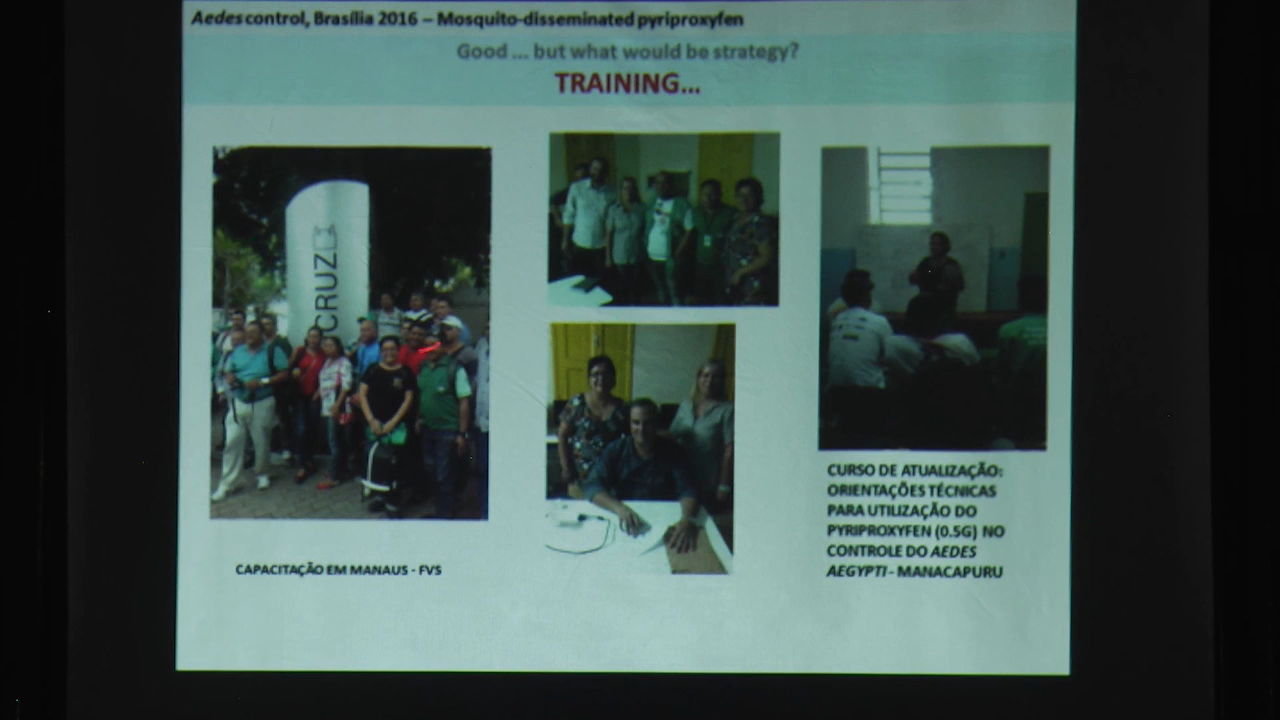 Aedes control, Brasília 2016 – Mosquito-disseminated pyriproxyfen
Good ... but what would be strategy?
TRAINING...
CRUZ
CAPACITAÇÃO EM MANAUS - FVS
CURSO DE ATUALIZAÇÃO:
ORIENTAÇÕES TÉCNICAS
PARA UTILIZAÇÃO DO
PYRIPROXYFEN (0.5G) NO
CONTROLE DO AEDES
AEGYPTI - MANACAPURU